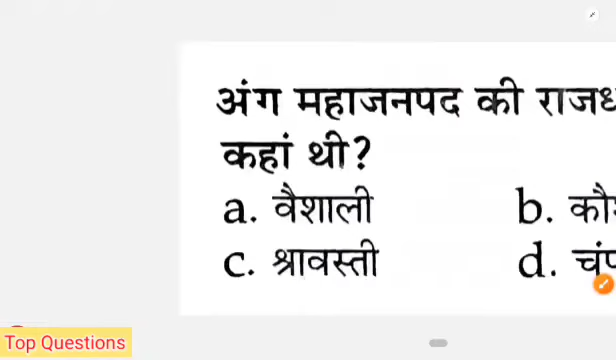 अंग महाजनपद की
कहां थी?
a. वैशाली b.
c. श्रावस्ती d.
Top Questions